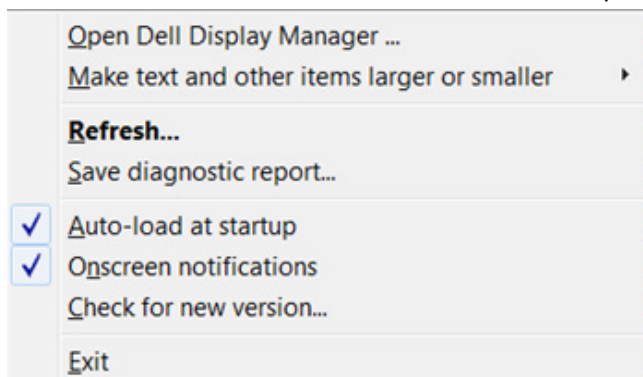 Open Dell Display Manager ...
Make text and other items larger or smaller
Refresh...
Save diagnostic report...
Auto-load at startup
Onscreen notifications
Check for new version...
Exit